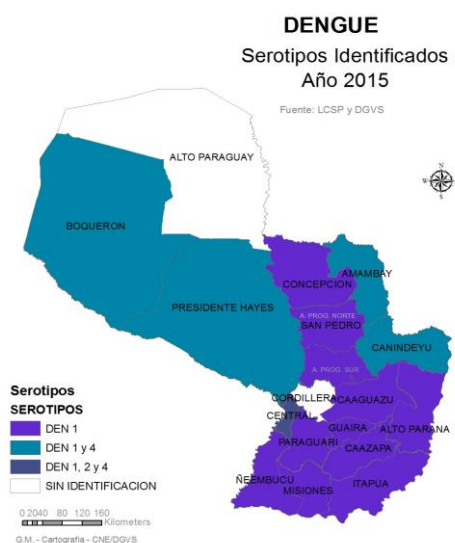 DENGUE
Serotipos Identificados
Año 2015
Fuente: LCSP y DGVS
ALTO PARAGUAY
N
W
E
S
BOQUERON
AMAMBAY
CONCEPCION
PRESIDENTE HAYES
A. PROG. NORTE
SAN PEDRO
CANINDEYU
A. PROG. SUR
CORDILLERA
CAAGUAZU
CENTRAL
GUAIRA
ALTO PARANA
PARAGUARI
CAAZAPA
ÑEEMBUCU
MISIONES
ITAPUA
Serotipos
SEROTIPOS
DEN 1
DEN 1 y 4
DEN 1, 2 y 4
SIN IDENTIFICACION
0 20 40 80 120 160
Kilometers
G.M. - Cartografia - CNE/DGVS